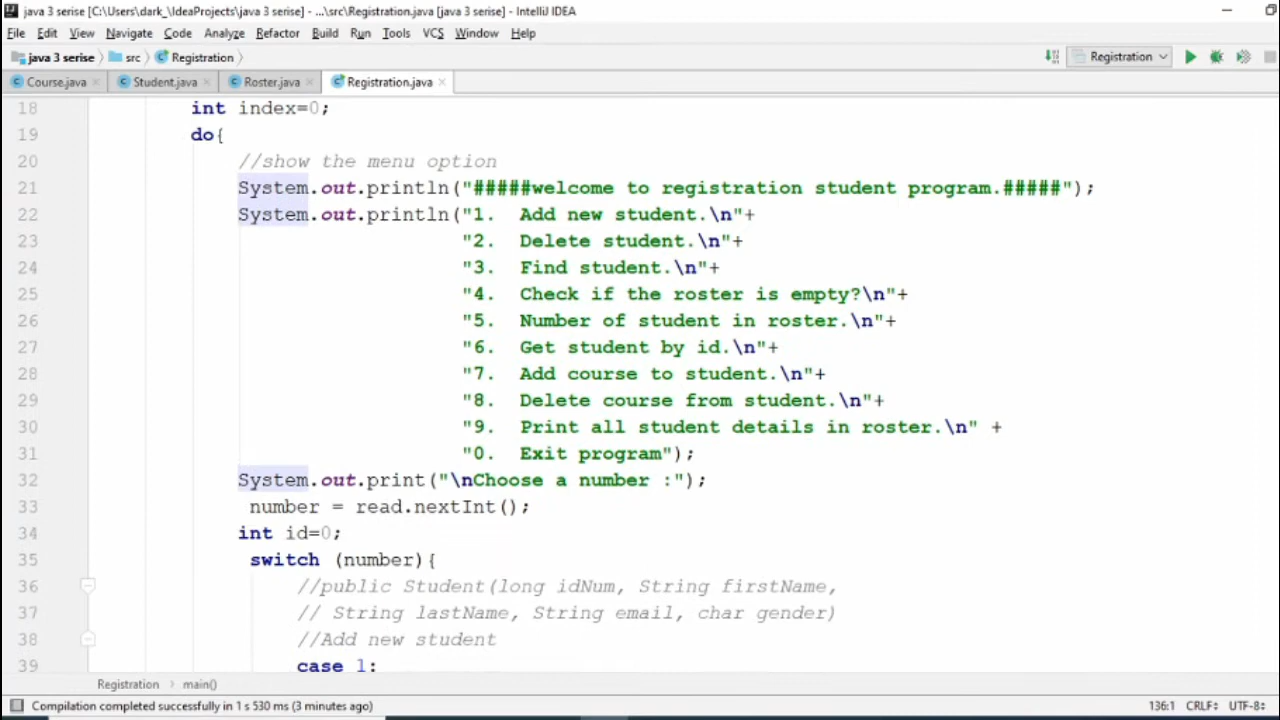 java 3 serise [C:\Users\dark_\IdeaProjects\java 3 serise] - ...\src\Registration.java [java 3 serise] - IntelliJ IDEA
File Edit View Navigate Code Analyze Refactor Build Run Tools VCS Window Help
java 3 serise src Registration Registration
Course.java Student.java Roster.java Registration.java
18 int index=0;
19 do{
20 //show the menu option
21 System.out.println("#####welcome to registration student program.#####");
22 System.out.println("1.  Add new student.\n"+
23 "2.  Delete student.\n"+
24 "3.  Find student.\n"+
25 "4.  Check if the roster is empty?\n"+
26 "5.  Number of student in roster.\n"+
27 "6.  Get student by id.\n"+
28 "7.  Add course to student.\n"+
29 "8.  Delete course from student.\n"+
30 "9.  Print all student details in roster.\n" +
31 "0.  Exit program");
32 System.out.print("\nChoose a number :");
33 number = read.nextInt();
34 int id=0;
35 switch (number){
36 //public Student(long idNum, String firstName,
37 // String lastName, String email, char gender)
38 //Add new student
39 case 1:
Registration main()
Compilation completed successfully in 1 s 530 ms (3 minutes ago) 136:1 CRLF UTF-8